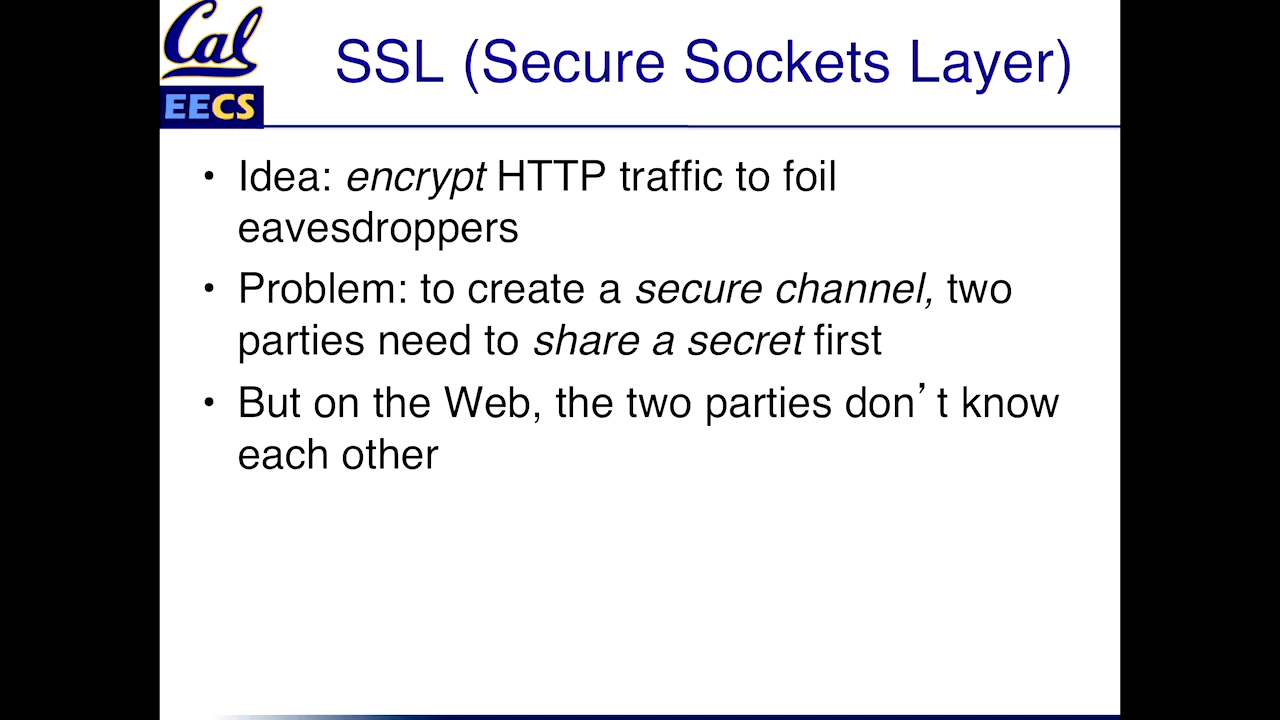 Cal
EECS
SSL (Secure Sockets Layer)
• Idea: encrypt HTTP traffic to foil
eavesdroppers
• Problem: to create a secure channel, two
parties need to share a secret first
• But on the Web, the two parties don’t know
each other